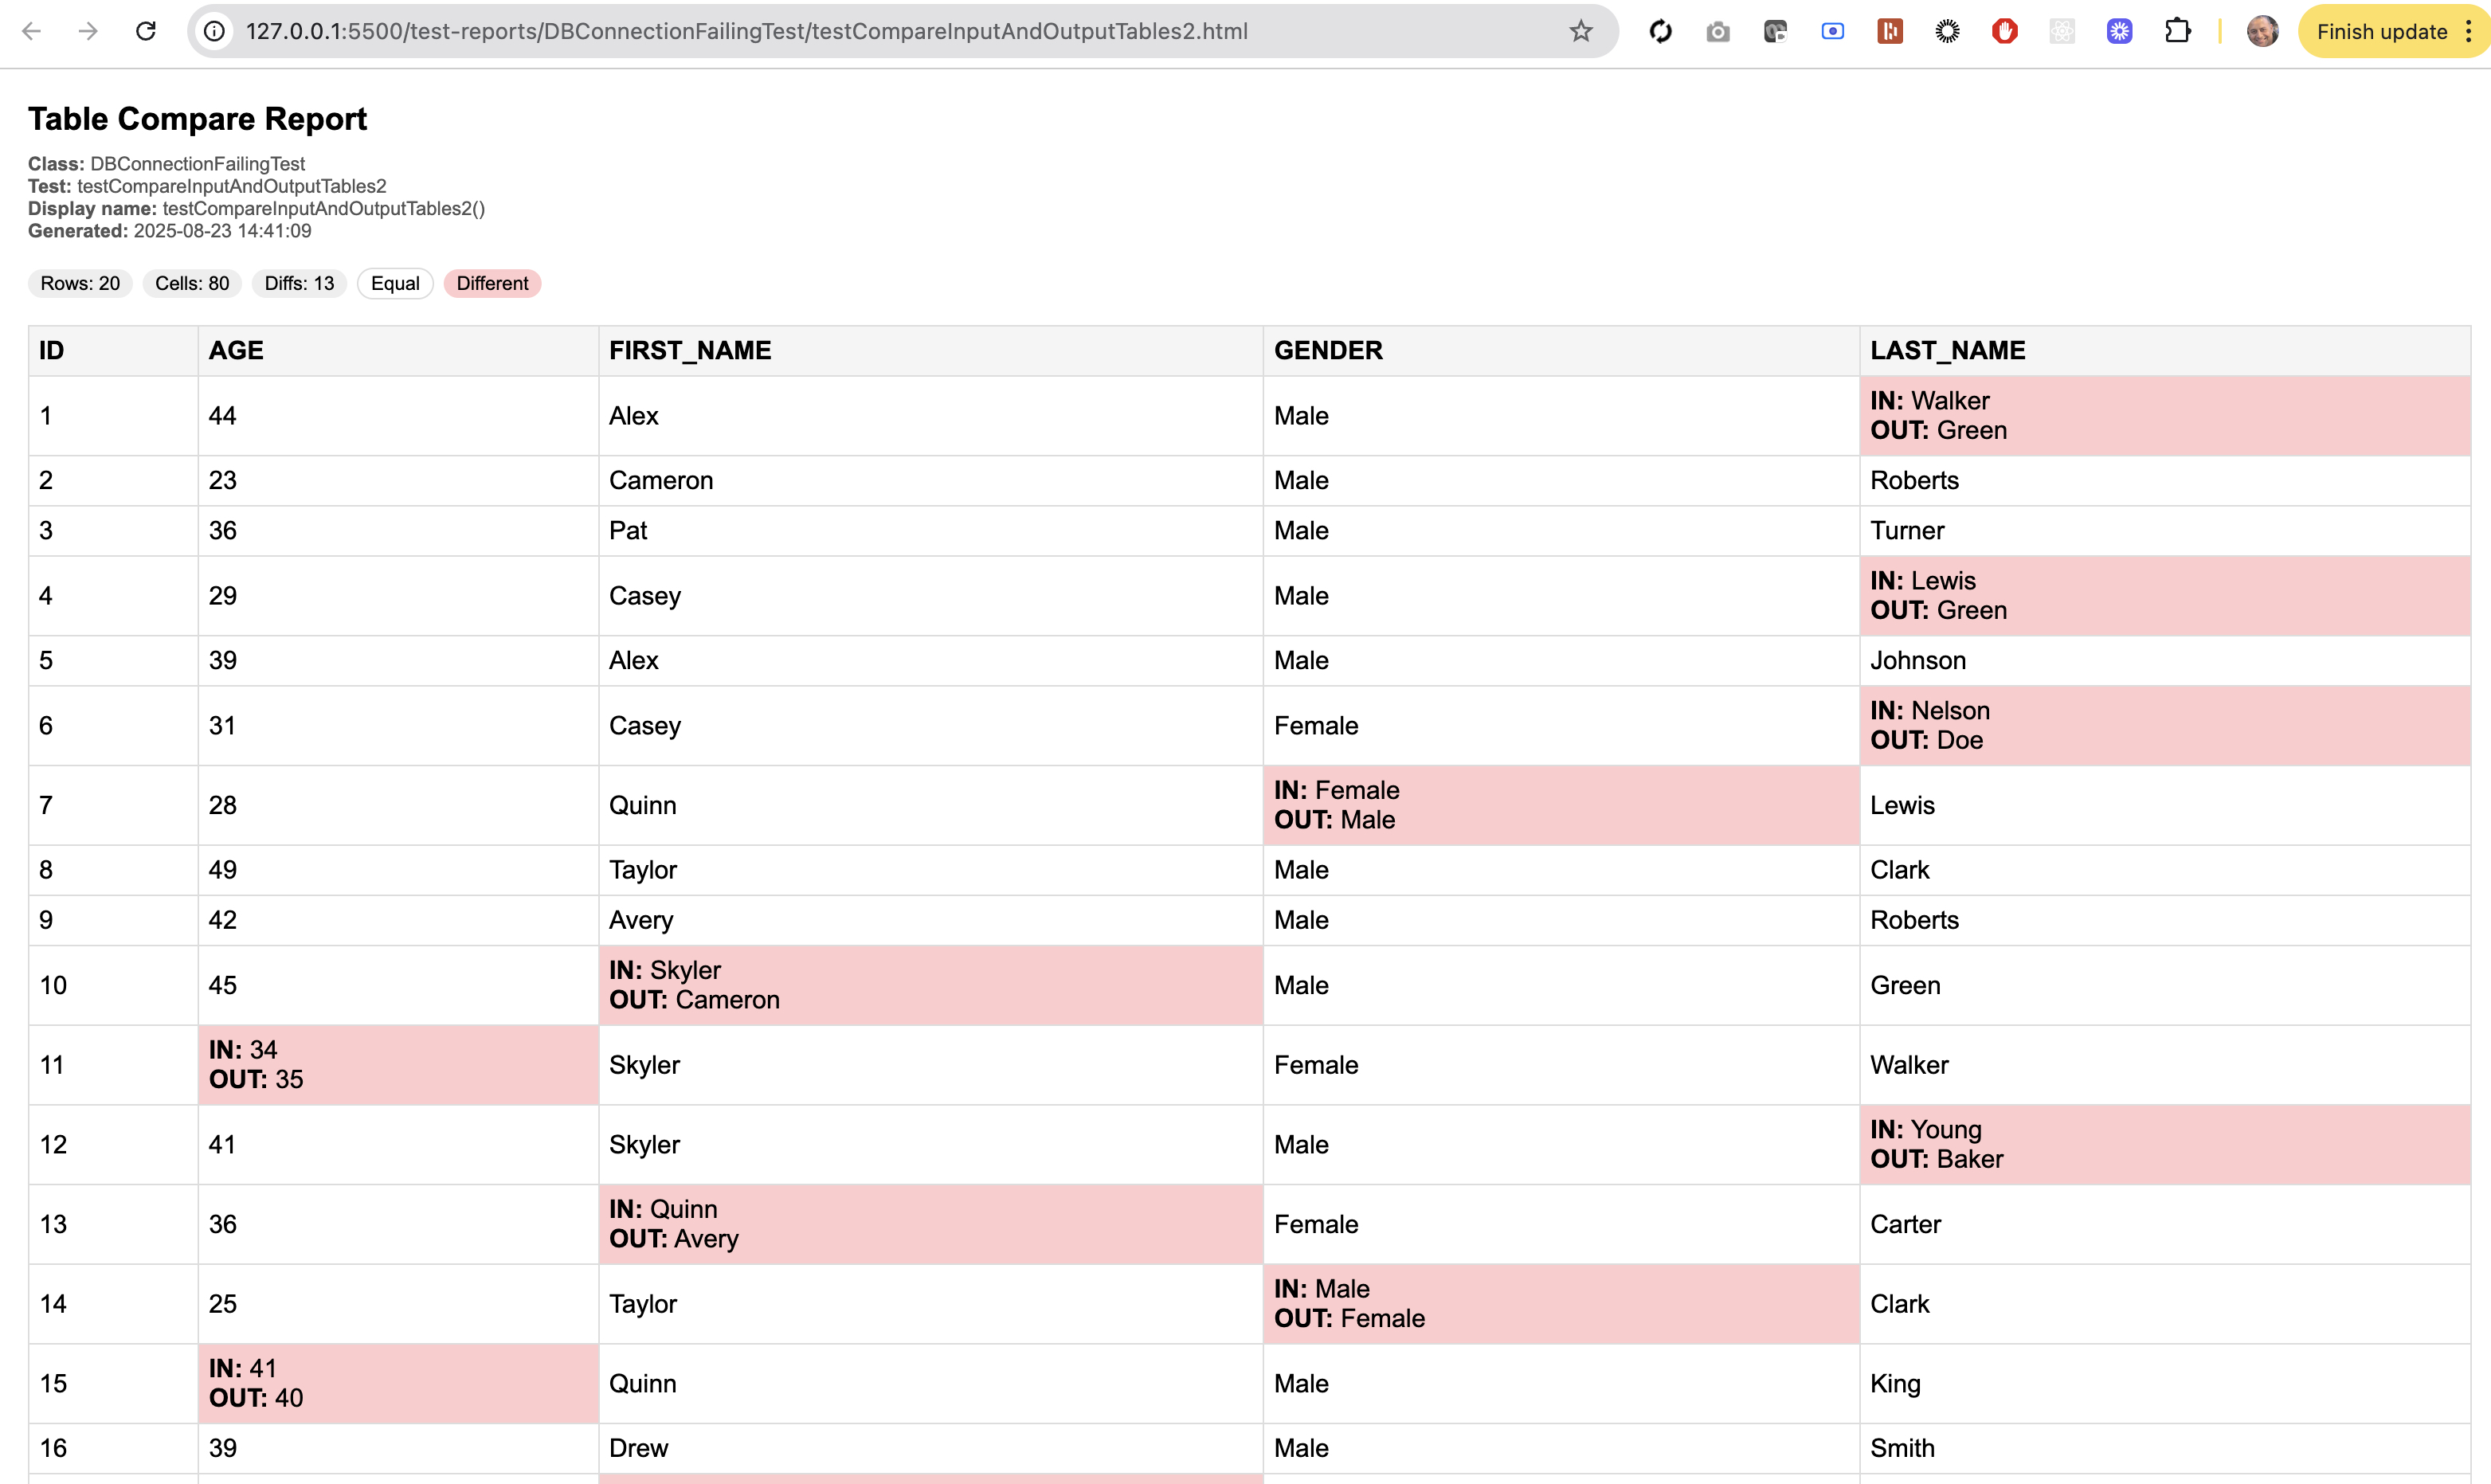 127.0.0.1:5500/test-reports/DBConnectionFailingTest/testCompareInputAndOutputTables2.html
Finish update
Table Compare Report
Class: DBConnectionFailingTest
Test: testCompareInputAndOutputTables2
Display name: testCompareInputAndOutputTables2()
Generated: 2025-08-23 14:41:09
Rows: 20 Cells: 80 Diffs: 13 Equal Different
ID AGE FIRST_NAME GENDER LAST_NAME
1 44 Alex Male IN: Walker
OUT: Green
2 23 Cameron Male Roberts
3 36 Pat Male Turner
4 29 Casey Male IN: Lewis
OUT: Green
5 39 Alex Male Johnson
6 31 Casey Female IN: Nelson
OUT: Doe
7 28 Quinn IN: Female
OUT: Male Lewis
8 49 Taylor Male Clark
9 42 Avery Male Roberts
10 45 IN: Skyler
OUT: Cameron Male Green
11 IN: 34
OUT: 35 Skyler Female Walker
12 41 Skyler Male IN: Young
OUT: Baker
13 36 IN: Quinn
OUT: Avery Female Carter
14 25 Taylor IN: Male
OUT: Female Clark
15 IN: 41
OUT: 40 Quinn Male King
16 39 Drew Male Smith